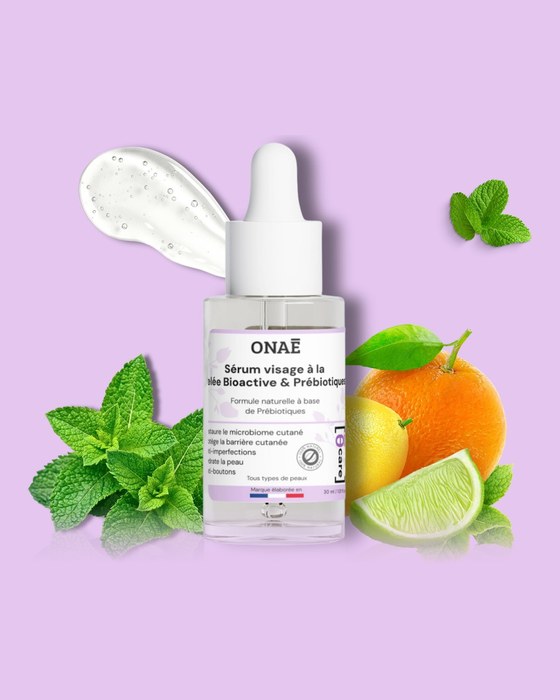 ONAĒ
Sérum visage à la
elée Bioactive & Prébiotiques
Formule naturelle à base
de Prébiotiques
staure le microbiome cutané
otège la barrière cutanée
ti-imperfections
drate la peau
ti-boutons
Tous types de peaux
Marque élaborée en
[ēcare]
30 ml